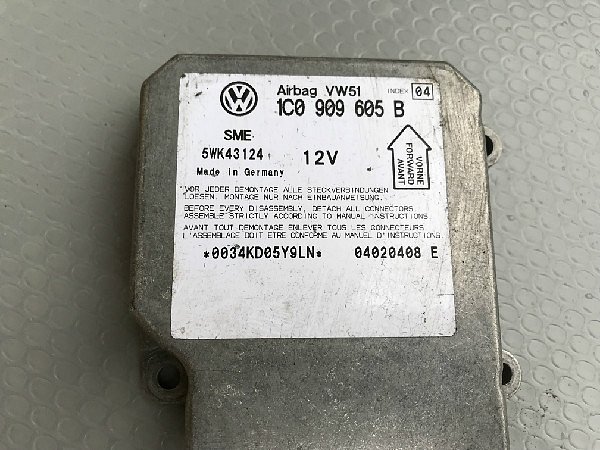 Airbag VW51
INDEX 04
1C0 909 605 B
SME
5WK43124
12V
Made in Germany
VORNE
FORWARD
AVANT
VOR JEDER DEMONTAGE ALLE STECKVERBINDUNGEN
LOESEN. MONTAGE NUR NACH EINBAUANWEISUNG.
BEFORE EVERY DISASSEMBLY, DETACH ALL CONNECTORS
ASSEMBLE STRICTLY ACCORDING TO MANUAL INSTRUCTIONS.
AVANT TOUT DEMONTAGE ENLEVER TOUS LES CONNECTEURS
L'ASSEMBLAGE DOIT ETRE CONFORME AU MANUEL D'INSTRUCTIONS.
*0034KD05Y9LN* 04020408 E